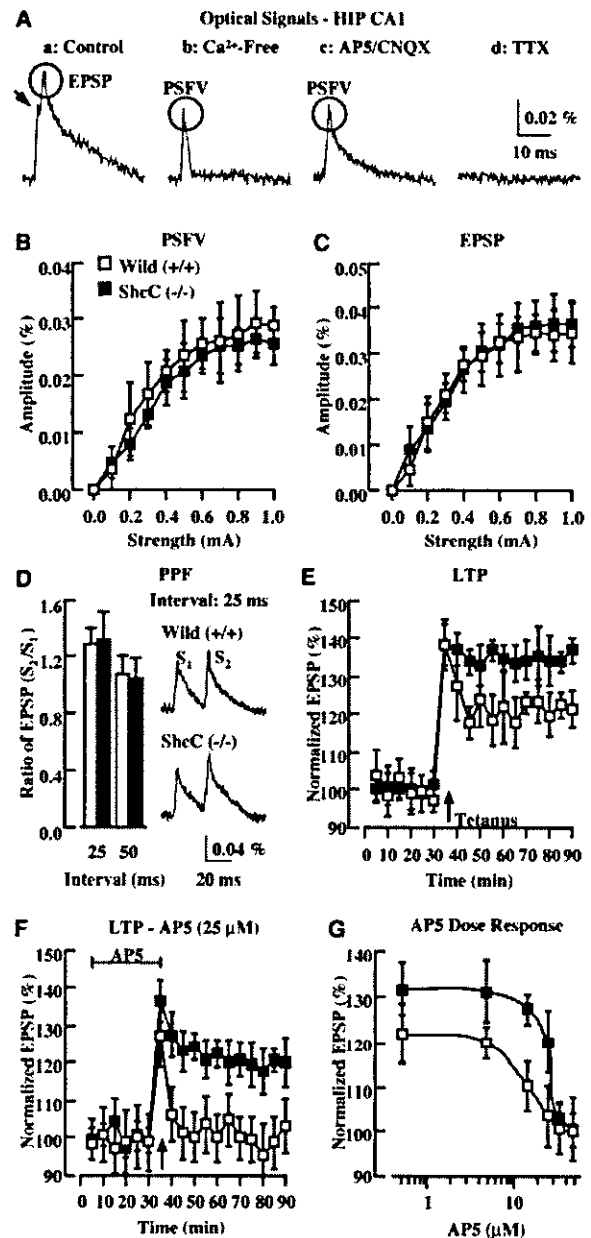 A Optical Signals - HIP CA1
a: Control b: Ca²⁺-Free c: AP5/CNQX d: TTX
EPSP PSFV PSFV
0.02 %
10 ms
B PSFV
Wild (+/+)
ShcC (-/-)
Amplitude (%)
0.04
0.03
0.02
0.01
0.00
0.0 0.2 0.4 0.6 0.8 1.0
Strength (mA)
C EPSP
Amplitude (%)
0.05
0.04
0.03
0.02
0.01
0.00
0.0 0.2 0.4 0.6 0.8 1.0
Strength (mA)
D PPF
Interval: 25 ms
Wild (+/+)
S₁ S₂
ShcC (-/-)
0.04 %
20 ms
Ratio of EPSP (S₂/S₁)
1.6
1.2
0.8
0.4
0.0
25 50
Interval (ms)
E LTP
Normalized EPSP (%)
150
140
130
120
110
100
90
Tetanus
0 10 20 30 40 50 60 70 80 90
Time (min)
F LTP - AP5 (25 μM)
AP5
Normalized EPSP (%)
150
140
130
120
110
100
90
0 10 20 30 40 50 60 70 80 90
Time (min)
G AP5 Dose Response
Normalized EPSP (%)
140
130
120
110
100
90
1 10
AP5 (μM)